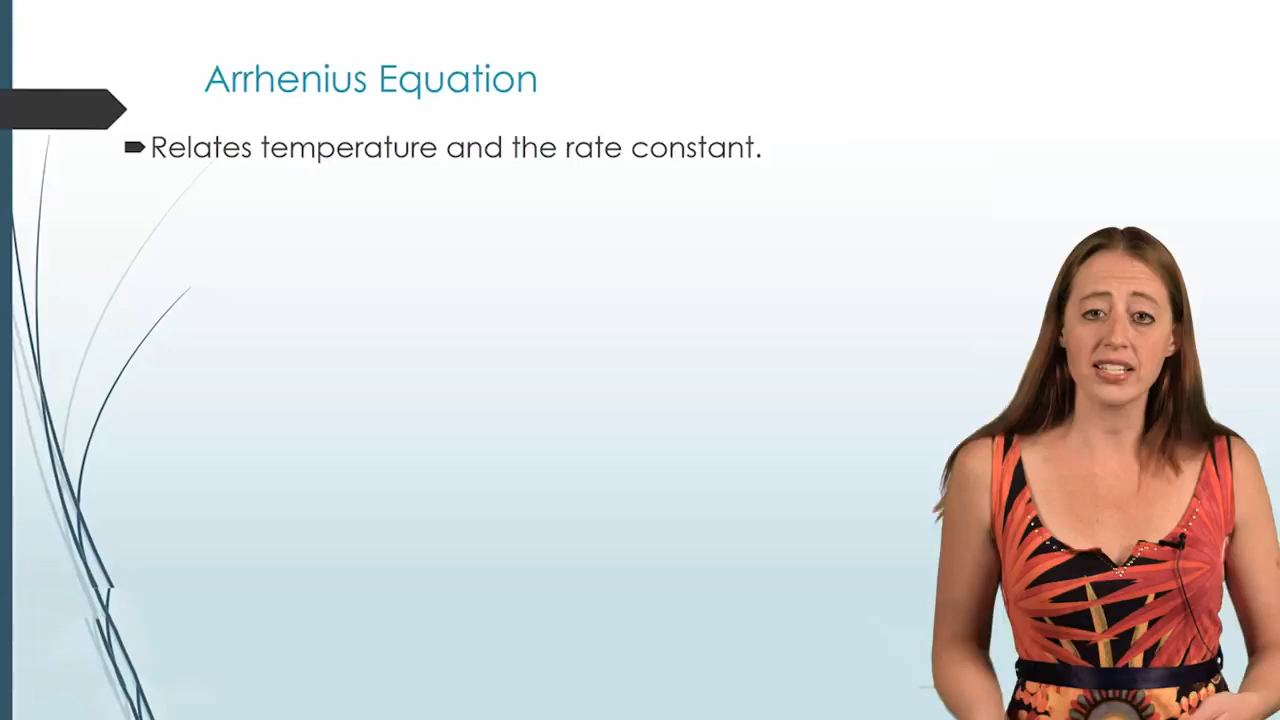 Arrhenius Equation
Relates temperature and the rate constant.